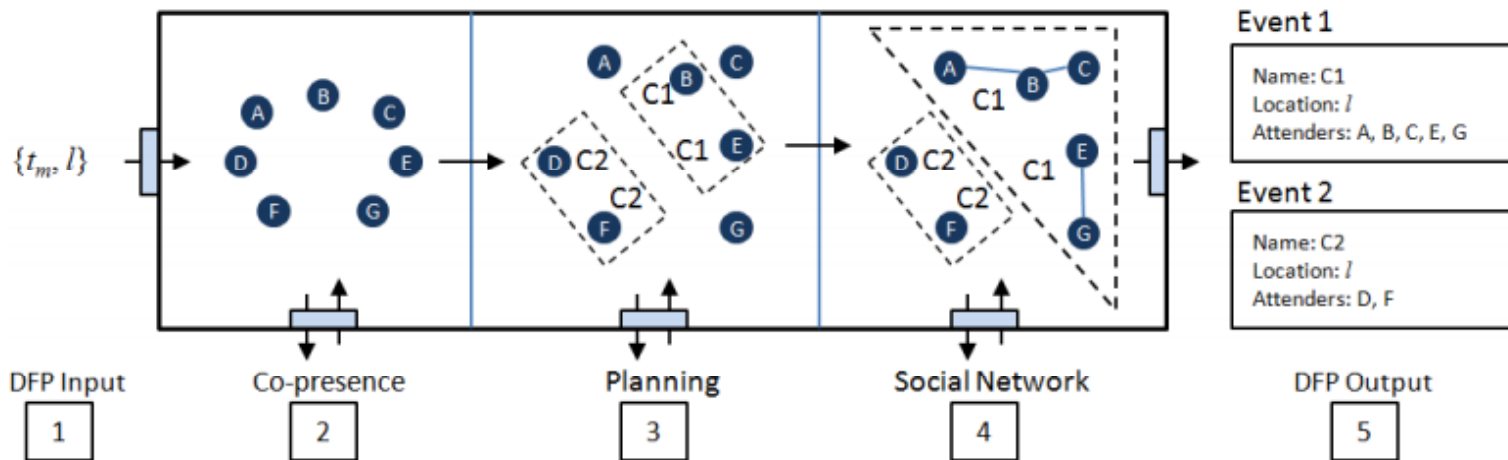 {tm, l}
A
B
C
D
E
F
G
A
B
C
C1
C1
E
D
C2
C2
F
G
A
B
C
C1
E
C1
D
C2
C2
F
G
Event 1
Name: C1
Location: l
Attenders: A, B, C, E, G
Event 2
Name: C2
Location: l
Attenders: D, F
DFP Input
Co-presence
Planning
Social Network
DFP Output
1
2
3
4
5